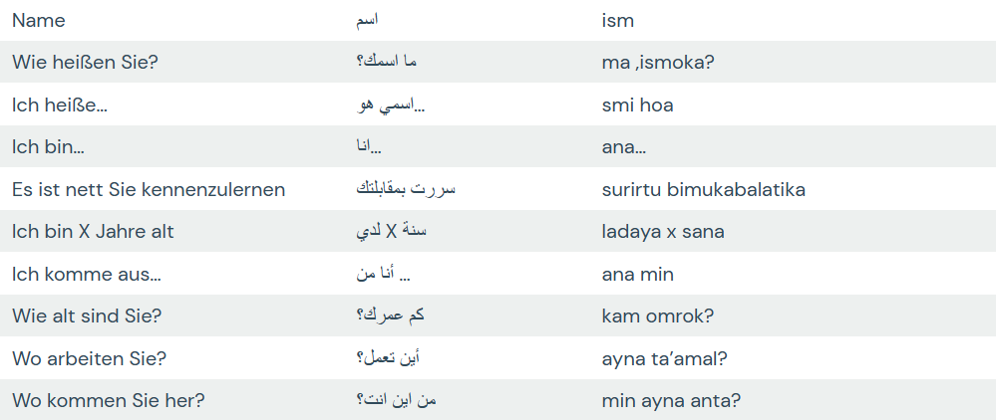 Name اسم ism
Wie heißen Sie? ما اسمك؟ ma ,ismoka?
Ich heiße... اسمي هو... smi hoa
Ich bin... انا... ana...
Es ist nett Sie kennenzulernen سررت بمقابلتك surirtu bimukabalatika
Ich bin X Jahre alt لدي X سنة ladaya x sana
Ich komme aus... أنا من ... ana min
Wie alt sind Sie? كم عمرك؟ kam omrok?
Wo arbeiten Sie? أين تعمل؟ ayna ta’amal?
Wo kommen Sie her? من اين انت؟ min ayna anta?